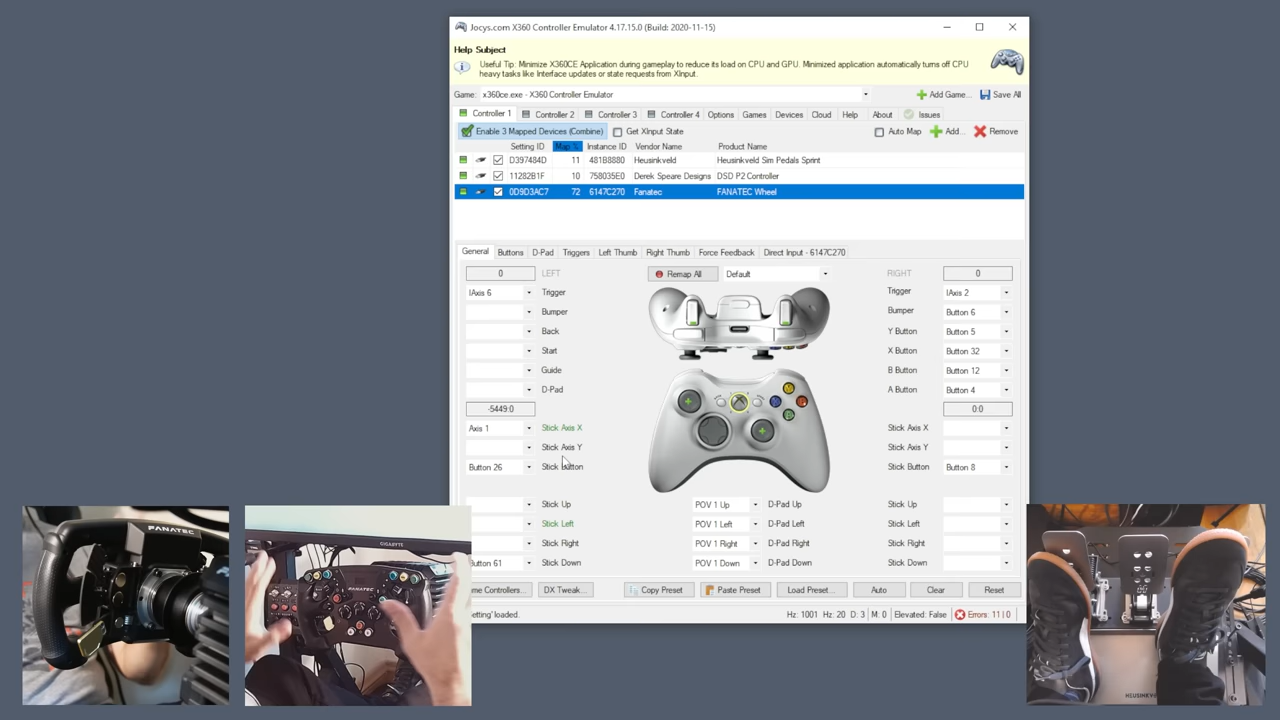 Jocys.com X360 Controller Emulator 4.17.15.0 (Build: 2020-11-15)
Help Subject
Useful Tip: Minimize X360CE Application during gameplay to reduce its load on CPU and GPU. Minimized application automatically turns off CPU
heavy tasks like Interface updates or state requests from XInput.
Game: x360ce.exe - X360 Controller Emulator Add Game... Save All
Controller 1 Controller 2 Controller 3 Controller 4 Options Games Devices Cloud Help About Issues
Enable 3 Mapped Devices (Combine) Get XInput State Auto Map Add... Remove
Setting ID Map Instance ID Vendor Name Product Name
D397484D 11 481B8880 Heusinkveld Heusinkveld Sim Pedals Sprint
11282B1F 10 758035E0 Derek Speare Designs DSD P2 Controller
0D9D3AC7 72 6147C270 Fanatec FANATEC Wheel
General Buttons D-Pad Triggers Left Thumb Right Thumb Force Feedback Direct Input - 6147C270
0 LEFT Remap All Default RIGHT 0
IAxis 6 Trigger Trigger IAxis 2
Bumper Bumper Button 6
Back Y Button Button 5
Start X Button Button 32
Guide B Button Button 12
D-Pad A Button Button 4
-5449:0 0:0
Axis 1 Stick Axis X Stick Axis X
Stick Axis Y Stick Axis Y
Button 26 Stick Button Stick Button Button 8
Stick Up POV 1 Up D-Pad Up Stick Up
Stick Left POV 1 Left D-Pad Left Stick Left
Stick Right POV 1 Right D-Pad Right Stick Right
utton 61 Stick Down POV 1 Down D-Pad Down Stick Down
me Controllers... DX Tweak... Copy Preset Paste Preset Load Preset... Auto Clear Reset
etting' loaded. Hz: 1001 Hz: 20 D: 3 M: 0 Elevated: False Errors: 11 | 0
FANATEC
GIGABYTE
FANATEC